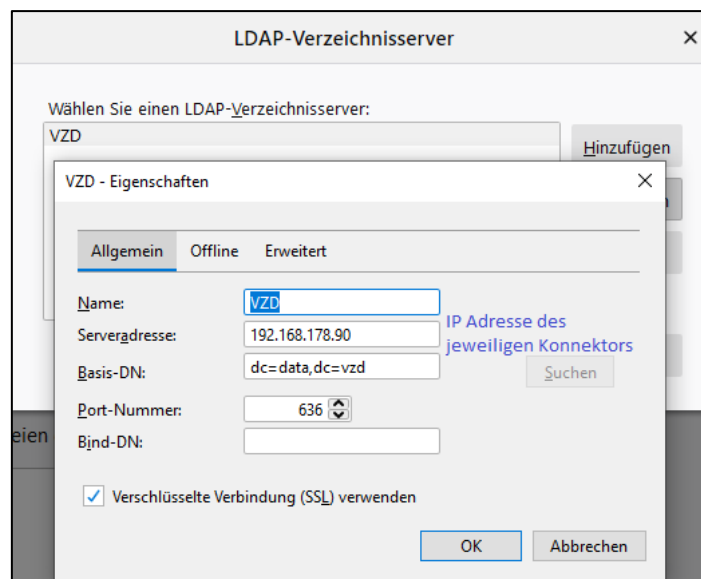 LDAP-Verzeichnisserver
Wählen Sie einen LDAP-Verzeichnisserver:
VZD
Hinzufügen
VZD - Eigenschaften
Allgemein Offline Erweitert
Name: VZD
Serveradresse: 192.168.178.90
IP Adresse des
jeweiligen Konnektors
Basis-DN: dc=data,dc=vzd
Suchen
Port-Nummer: 636
Bind-DN:
Verschlüsselte Verbindung (SSL) verwenden
OK Abbrechen